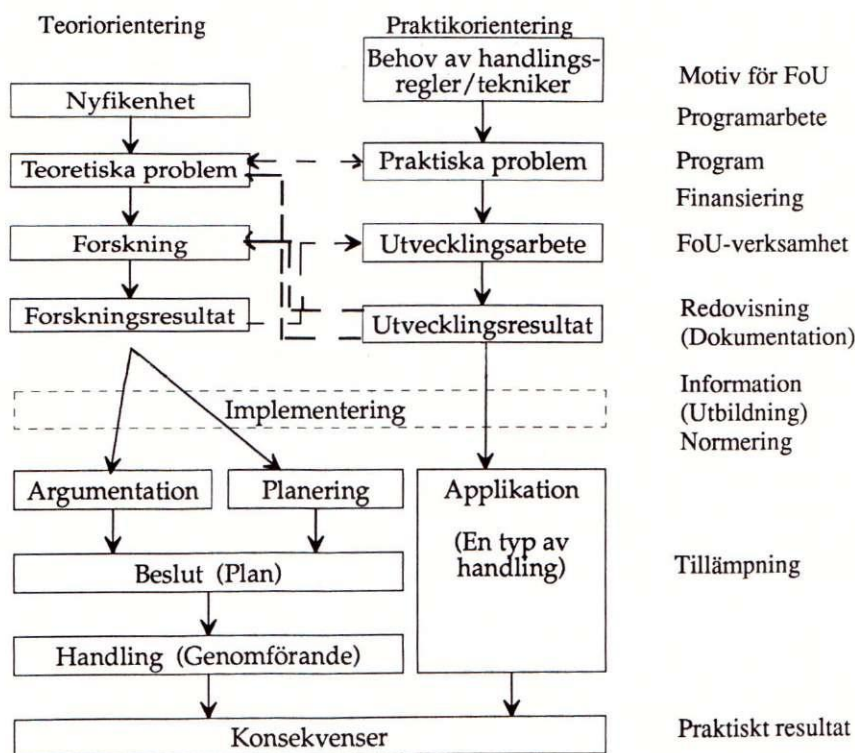 Teoriorientering
Praktikorientering
Behov av handlings-
regler/tekniker
Motiv för FoU
Nyfikenhet
Programarbete
Teoretiska problem
Praktiska problem
Program
Finansiering
Forskning
Utvecklingsarbete
FoU-verksamhet
Forskningsresultat
Utvecklingsresultat
Redovisning
(Dokumentation)
Implementering
Information
(Utbildning)
Normering
Argumentation
Planering
Applikation
(En typ av
handling)
Beslut (Plan)
Tillämpning
Handling (Genomförande)
Konsekvenser
Praktiskt resultat